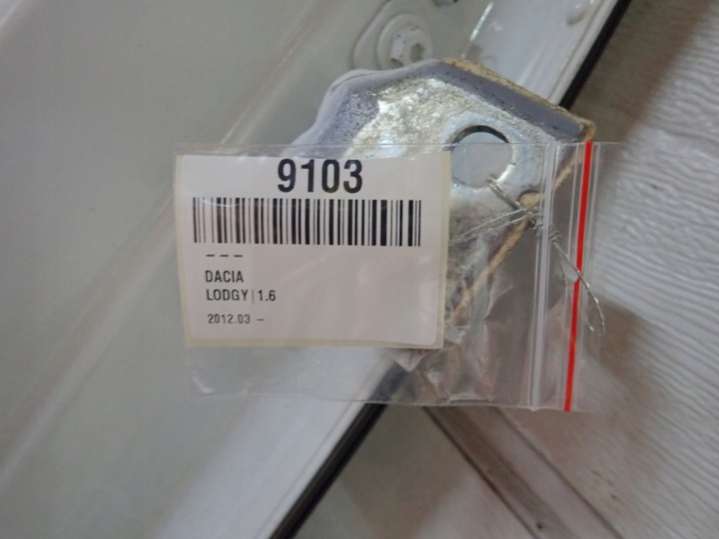 9103
– – –
DACIA
LODGY|1.6
2012.03 –